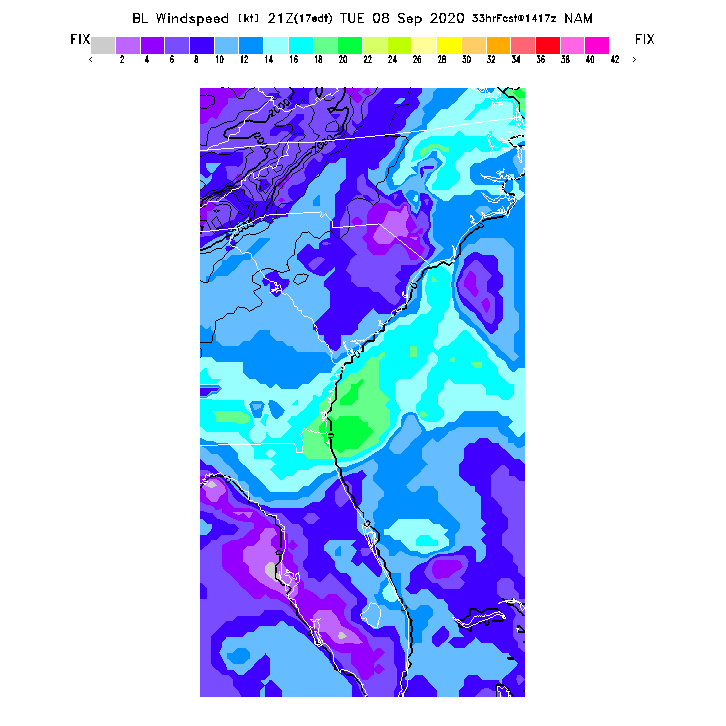 BL Windspeed [kt] 21Z(17edt) TUE 08 Sep 2020 33hrFcst@1417z NAM
FIX FIX
< 2 4 6 8 10 12 14 16 18 20 22 24 26 28 30 32 34 36 38 40 42 >
2000